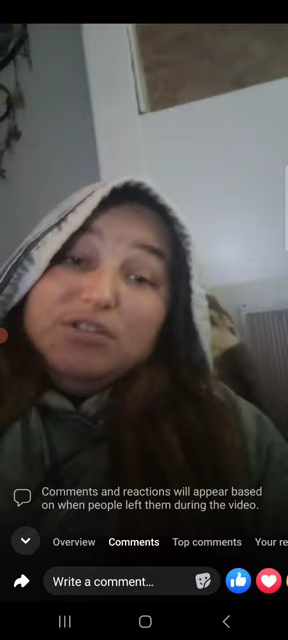 Comments and reactions will appear based
on when people left them during the video.
Overview Comments Top comments Your re
Write a comment...